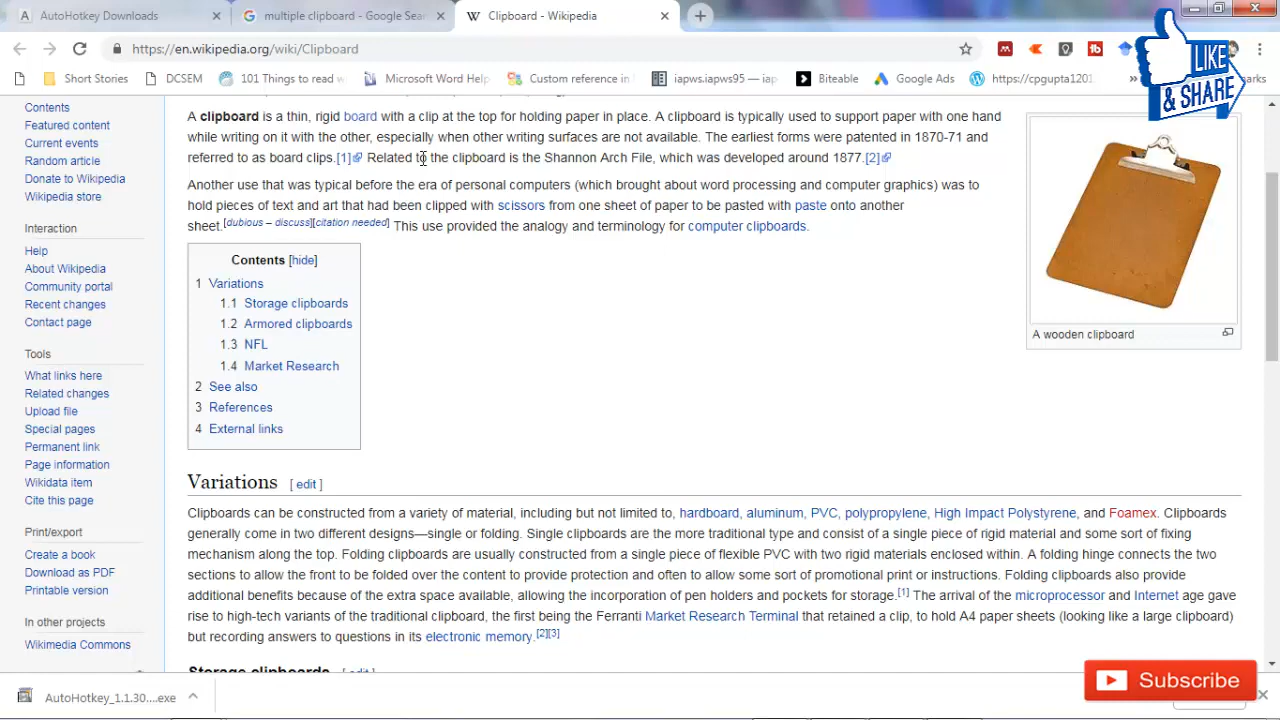 AutoHotkey Downloads
multiple clipboard - Google Sear
Clipboard - Wikipedia
https://en.wikipedia.org/wiki/Clipboard
Short Stories
DCSEM
101 Things to read
Microsoft Word Help
Custom reference in
iapws.iapws95 — iap
Biteable
Google Ads
https://cpgupta1201
LIKE
& SHARE
Contents
Featured content
Current events
Random article
Donate to Wikipedia
Wikipedia store
Interaction
Help
About Wikipedia
Community portal
Recent changes
Contact page
Tools
What links here
Related changes
Upload file
Special pages
Permanent link
Page information
Wikidata item
Cite this page
Print/export
Create a book
Download as PDF
Printable version
In other projects
Wikimedia Commons
A clipboard is a thin, rigid board with a clip at the top for holding paper in place. A clipboard is typically used to support paper with one hand
while writing on it with the other, especially when other writing surfaces are not available. The earliest forms were patented in 1870-71 and
referred to as board clips.[1] Related to the clipboard is the Shannon Arch File, which was developed around 1877.[2]
Another use that was typical before the era of personal computers (which brought about word processing and computer graphics) was to
hold pieces of text and art that had been clipped with scissors from one sheet of paper to be pasted with paste onto another
sheet.[dubious – discuss][citation needed] This use provided the analogy and terminology for computer clipboards.
A wooden clipboard
Contents [hide]
1 Variations
1.1 Storage clipboards
1.2 Armored clipboards
1.3 NFL
1.4 Market Research
2 See also
3 References
4 External links
Variations [ edit ]
Clipboards can be constructed from a variety of material, including but not limited to, hardboard, aluminum, PVC, polypropylene, High Impact Polystyrene, and Foamex. Clipboards
generally come in two different designs—single or folding. Single clipboards are the more traditional type and consist of a single piece of rigid material and some sort of fixing
mechanism along the top. Folding clipboards are usually constructed from a single piece of flexible PVC with two rigid materials enclosed within. A folding hinge connects the two
sections to allow the front to be folded over the content to provide protection and often to allow some sort of promotional print or instructions. Folding clipboards also provide
additional benefits because of the extra space available, allowing the incorporation of pen holders and pockets for storage.[1] The arrival of the microprocessor and Internet age gave
rise to high-tech variants of the traditional clipboard, the first being the Ferranti Market Research Terminal that retained a clip, to hold A4 paper sheets (looking like a large clipboard)
but recording answers to questions in its electronic memory.[2][3]
Storage clipboards [ edit ]
AutoHotkey_1.1.30....exe
Subscribe